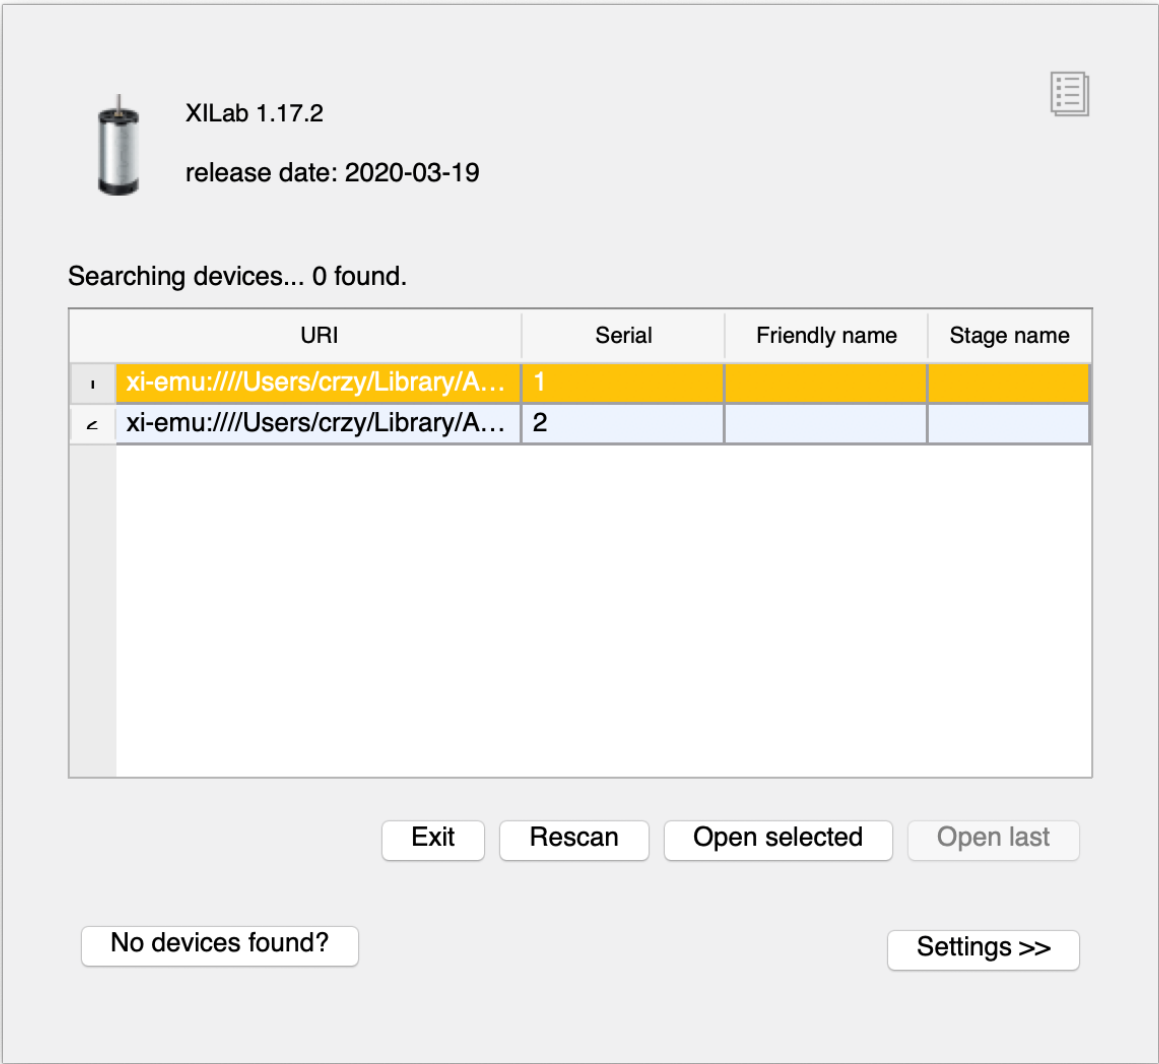 XILab 1.17.2
release date: 2020-03-19
Searching devices... 0 found.
URI Serial Friendly name Stage name
1 xi-emu:////Users/crzy/Library/A... 1
2 xi-emu:////Users/crzy/Library/A... 2
Exit Rescan Open selected Open last
No devices found? Settings >>